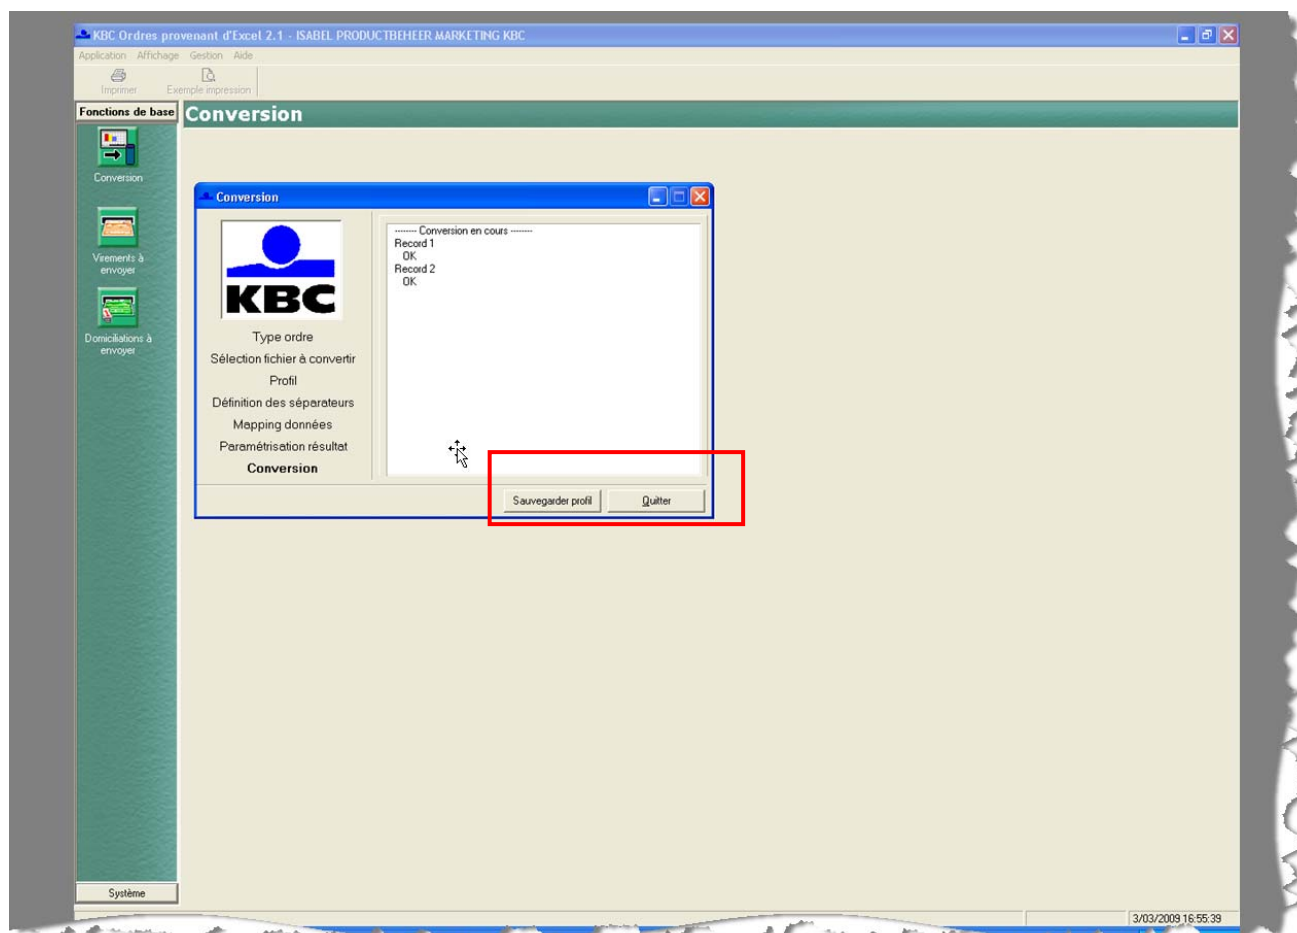 KBC Ordres provenant d'Excel 2.1 - ISABEL PRODUCTBEHEER MARKETING KBC
Application Affichage Gestion Aide
Imprimer Exemple impression
Fonctions de base
Conversion
Conversion
Virements à
envoyer
Domiciliations à
envoyer
Conversion
KBC
Type ordre
Sélection fichier à convertir
Profil
Définition des séparateurs
Mapping données
Paramétrisation résultat
Conversion
------- Conversion en cours -------
Record 1
OK
Record 2
OK
Sauvegarder profil Quitter
Système
3/03/2009 16:55:39